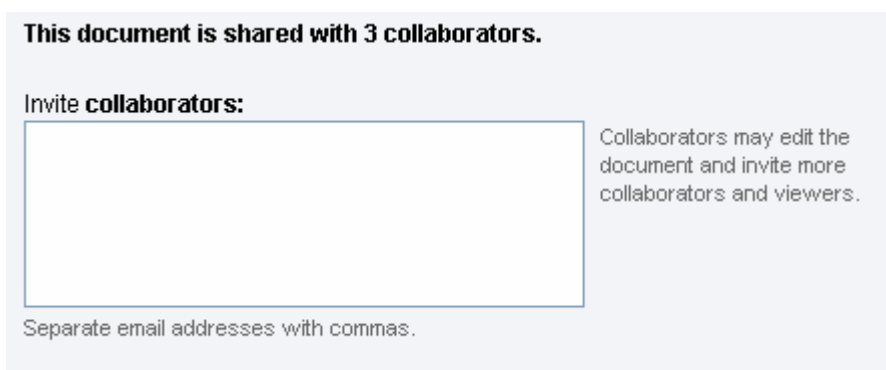 This document is shared with 3 collaborators.
Invite collaborators:
Collaborators may edit the
document and invite more
collaborators and viewers.
Separate email addresses with commas.